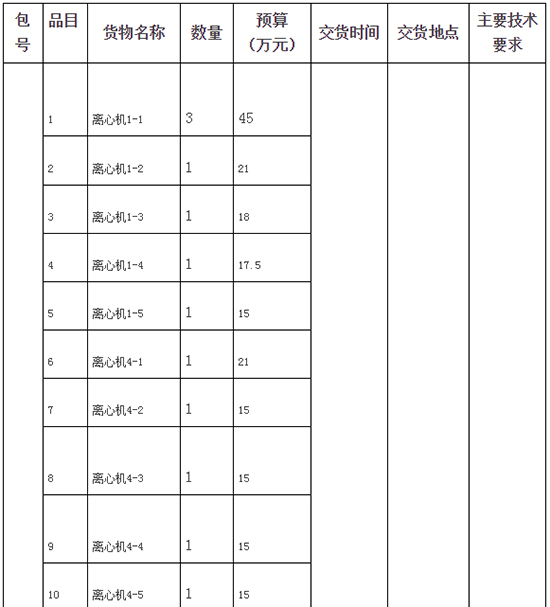 包号 品目 货物名称 数量 预算（万元） 交货时间 交货地点 主要技术要求
1 离心机1-1 3 45
2 离心机1-2 1 21
3 离心机1-3 1 18
4 离心机1-4 1 17.5
5 离心机1-5 1 15
6 离心机4-1 1 21
7 离心机4-2 1 15
8 离心机4-3 1 15
9 离心机4-4 1 15
10 离心机4-5 1 15